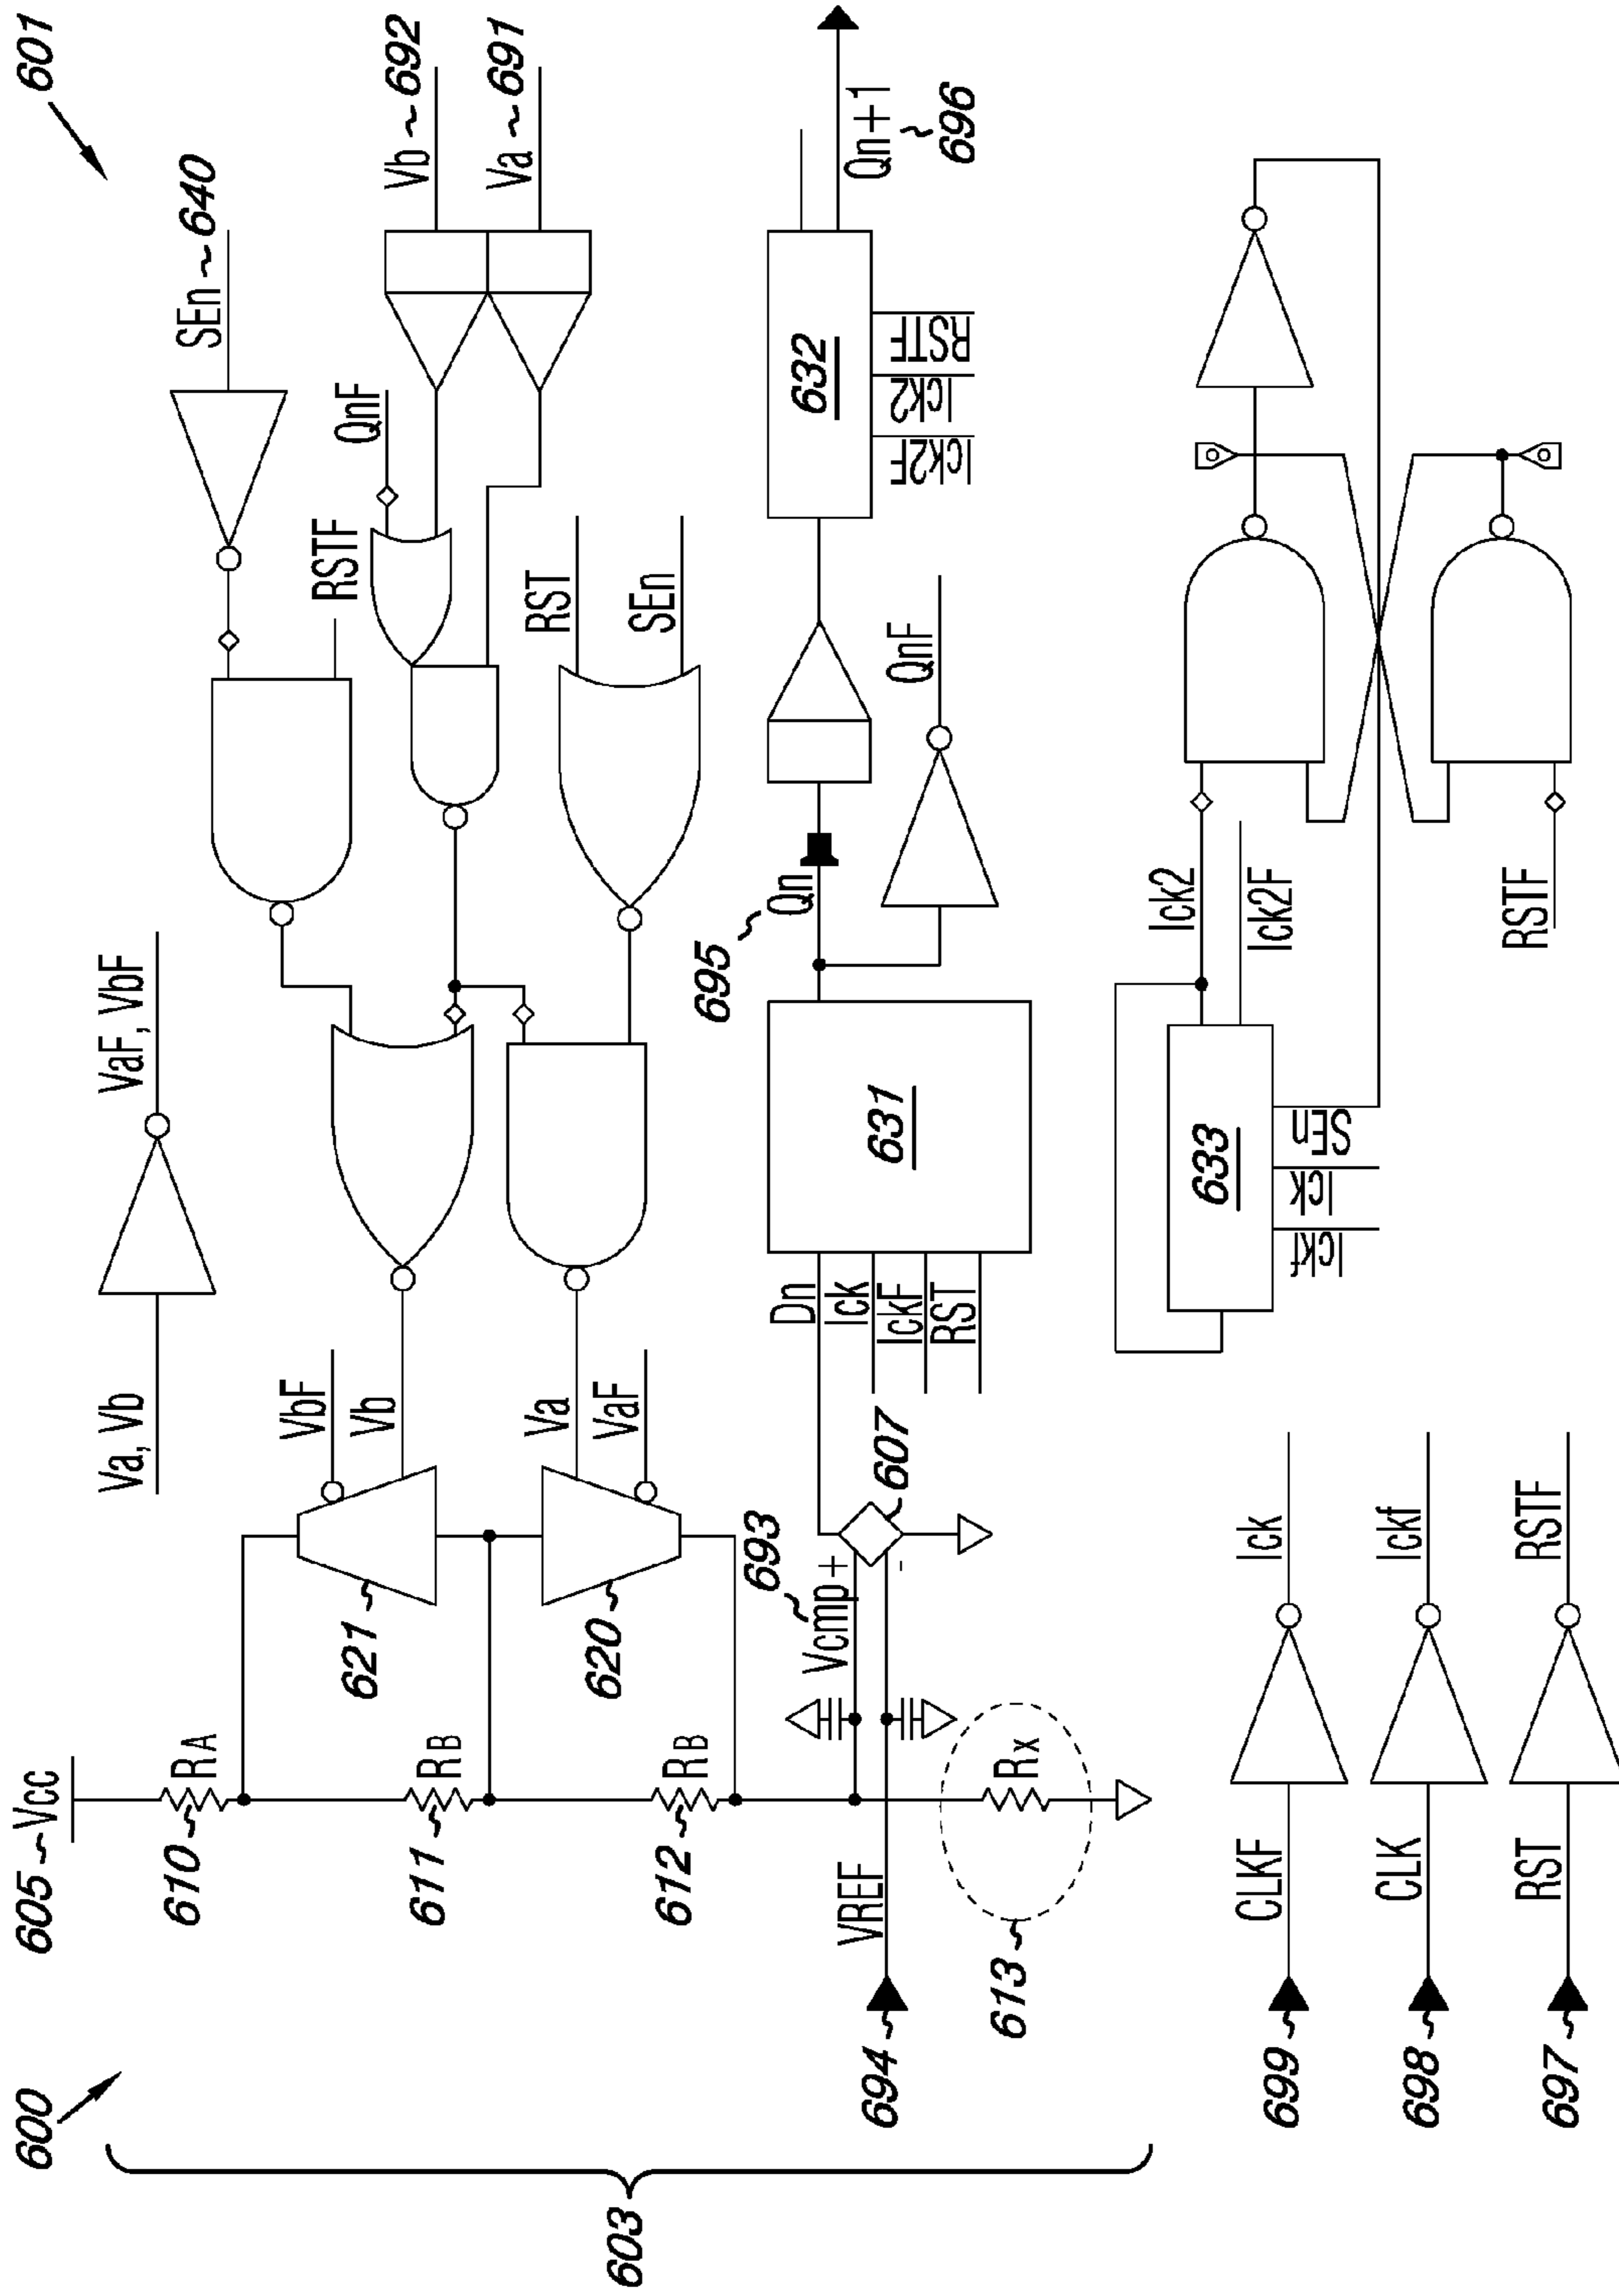 600
601
603
605 Vcc
610 RA
611 RB
612 RB
613 Rx
621
620
VbF
Vb
Va
VaF
Va, Vb
VaF, VbF
SEn 640
RSTF
QnF
Vb 692
Va 691
RST
SEn
694 VREF
693
Vcmp +
-
607
Dn
Ick
IckF
RST
631
695
Qn
QnF
632
Ick2F
Ick2
RSTF
Qn+1
696
699 CLKF Ick
698 CLK Ickf
697 RST RSTF
633
Ickf
Ick
SEn
Ick2
Ick2F
RSTF